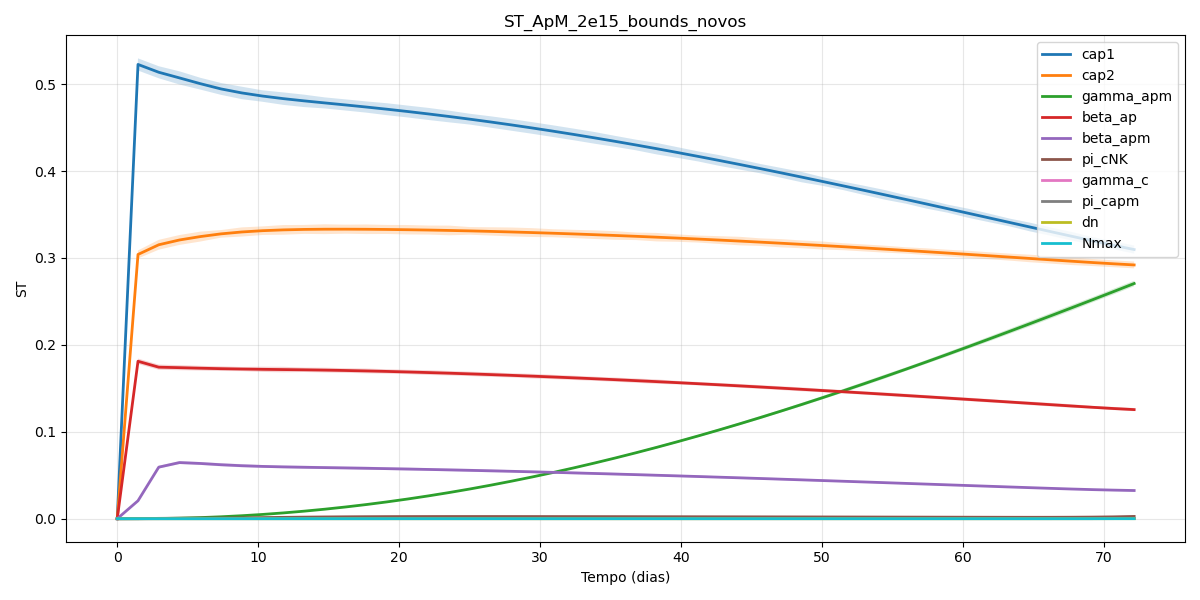 ST_ApM_2e15_bounds_novos
ST
0.5
0.4
0.3
0.2
0.1
0.0
cap1
cap2
gamma_apm
beta_ap
beta_apm
pi_cNK
gamma_c
pi_capm
dn
Nmax
0 10 20 30 40 50 60 70
Tempo (dias)